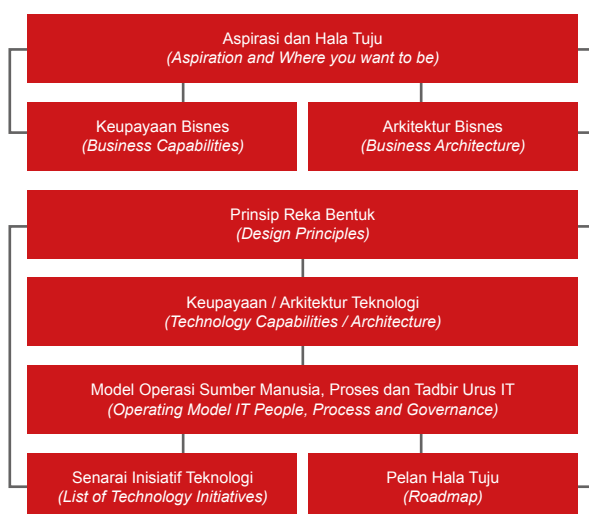 Aspirasi dan Hala Tuju
(Aspiration and Where you want to be)
Keupayaan Bisnes
(Business Capabilities)
Arkitektur Bisnes
(Business Architecture)
Prinsip Reka Bentuk
(Design Principles)
Keupayaan / Arkitektur Teknologi
(Technology Capabilities / Architecture)
Model Operasi Sumber Manusia, Proses dan Tadbir Urus IT
(Operating Model IT People, Process and Governance)
Senarai Inisiatif Teknologi
(List of Technology Initiatives)
Pelan Hala Tuju
(Roadmap)